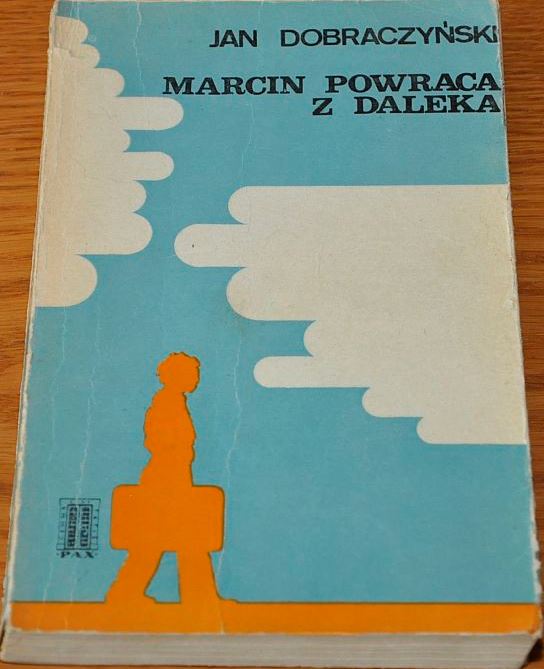 JAN DOBRACZYŃSKI
MARCIN POWRACA
Z DALEKA
PAX